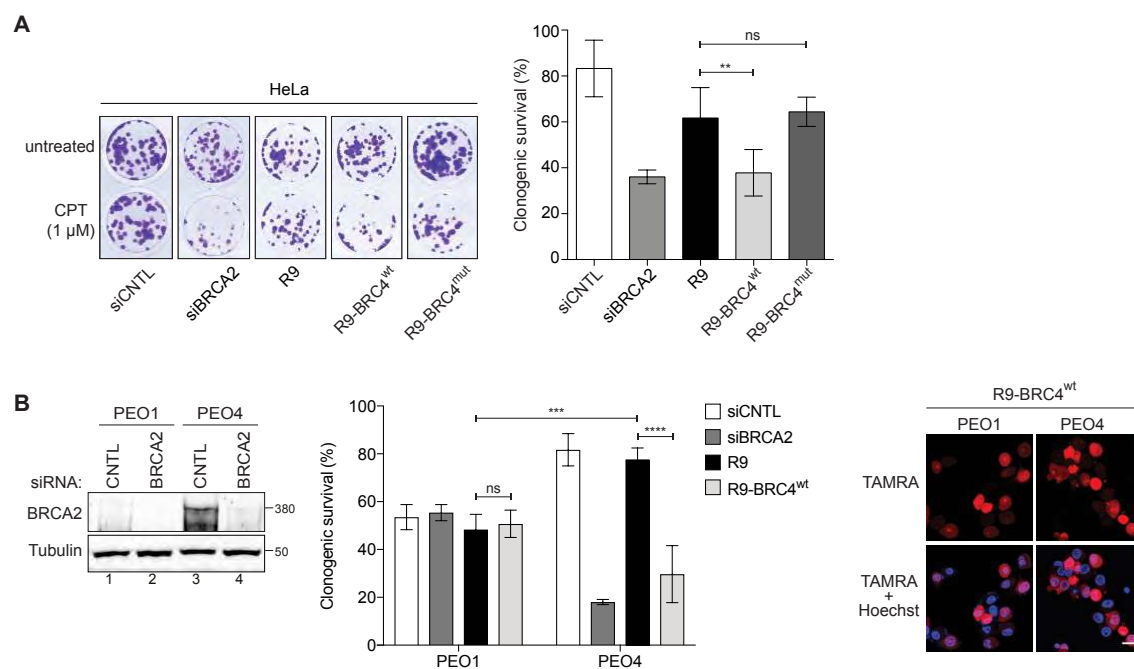 A
HeLa
untreated
CPT
(1 µM)
siCNTL
siBRCA2
R9
R9-BRC4wt
R9-BRC4mut
Clonogenic survival (%)
100
80
60
40
20
0
ns
**
siCNTL
siBRCA2
R9
R9-BRC4wt
R9-BRC4mut
B
PEO1 PEO4
siRNA: CNTL BRCA2 CNTL BRCA2
BRCA2 380
Tubulin 50
1 2 3 4
Clonogenic survival (%)
100
80
60
40
20
0
***
****
ns
PEO1 PEO4
siCNTL
siBRCA2
R9
R9-BRC4wt
R9-BRC4wt
PEO1 PEO4
TAMRA
TAMRA
+
Hoechst